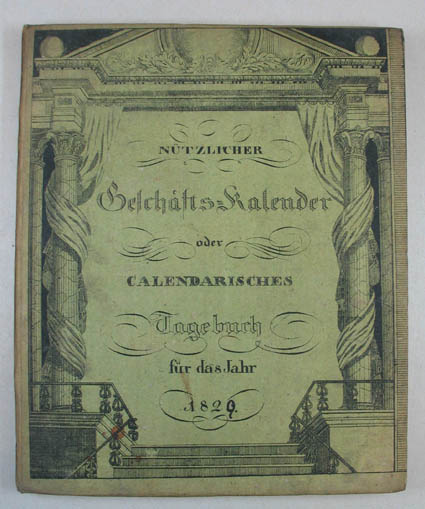 NÜTZLICHER
Geschäfts-Kalender
oder
CALENDARISCHES
Tagebuch
für das Jahr
1829.